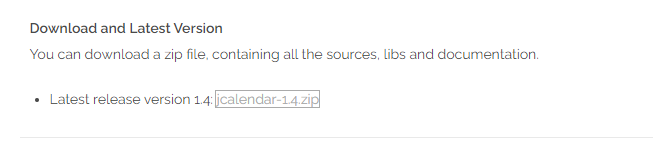 Download and Latest Version
You can download a zip file, containing all the sources, libs and documentation.
• Latest release version 1.4: jcalendar-1.4.zip